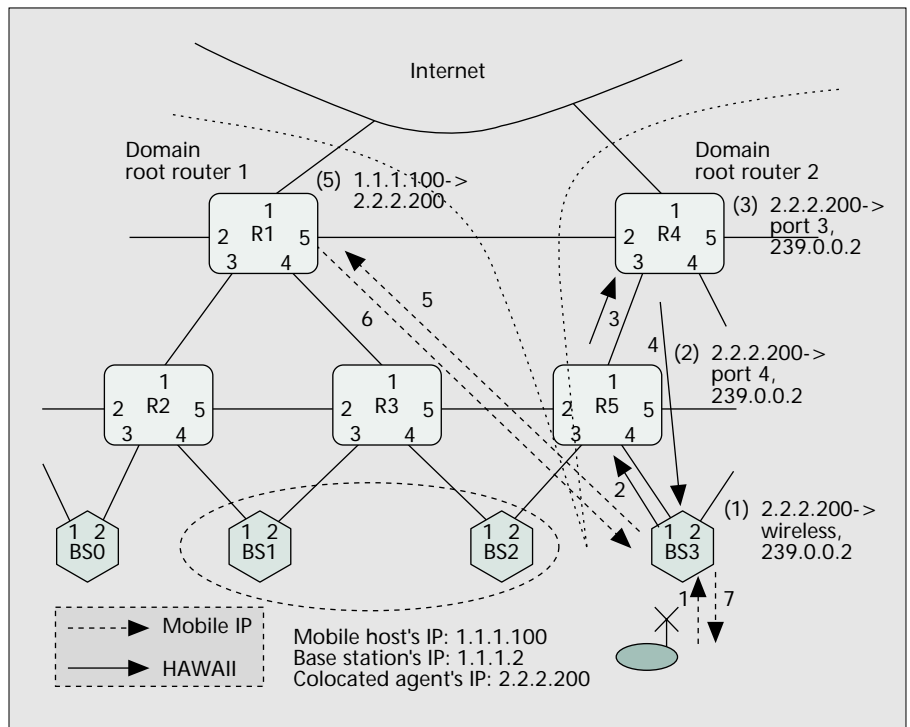 Internet
Domain
root router 1
Domain
root router 2
(5) 1.1.1.100->
2.2.2.200
(3) 2.2.2.200->
port 3,
239.0.0.2
1
2 R1 5
3 4
1
2 R4 5
3 4
5
6
3
4
(2) 2.2.2.200->
port 4,
239.0.0.2
1
2 R2 5
3 4
1
2 R3 5
3 4
1
2 R5 5
3 4
2
(1) 2.2.2.200->
wireless,
239.0.0.2
1 2
BS0
1 2
BS1
1 2
BS2
1 2
BS3
1 7
Mobile IP
HAWAII
Mobile host's IP: 1.1.1.100
Base station's IP: 1.1.1.2
Colocated agent's IP: 2.2.2.200